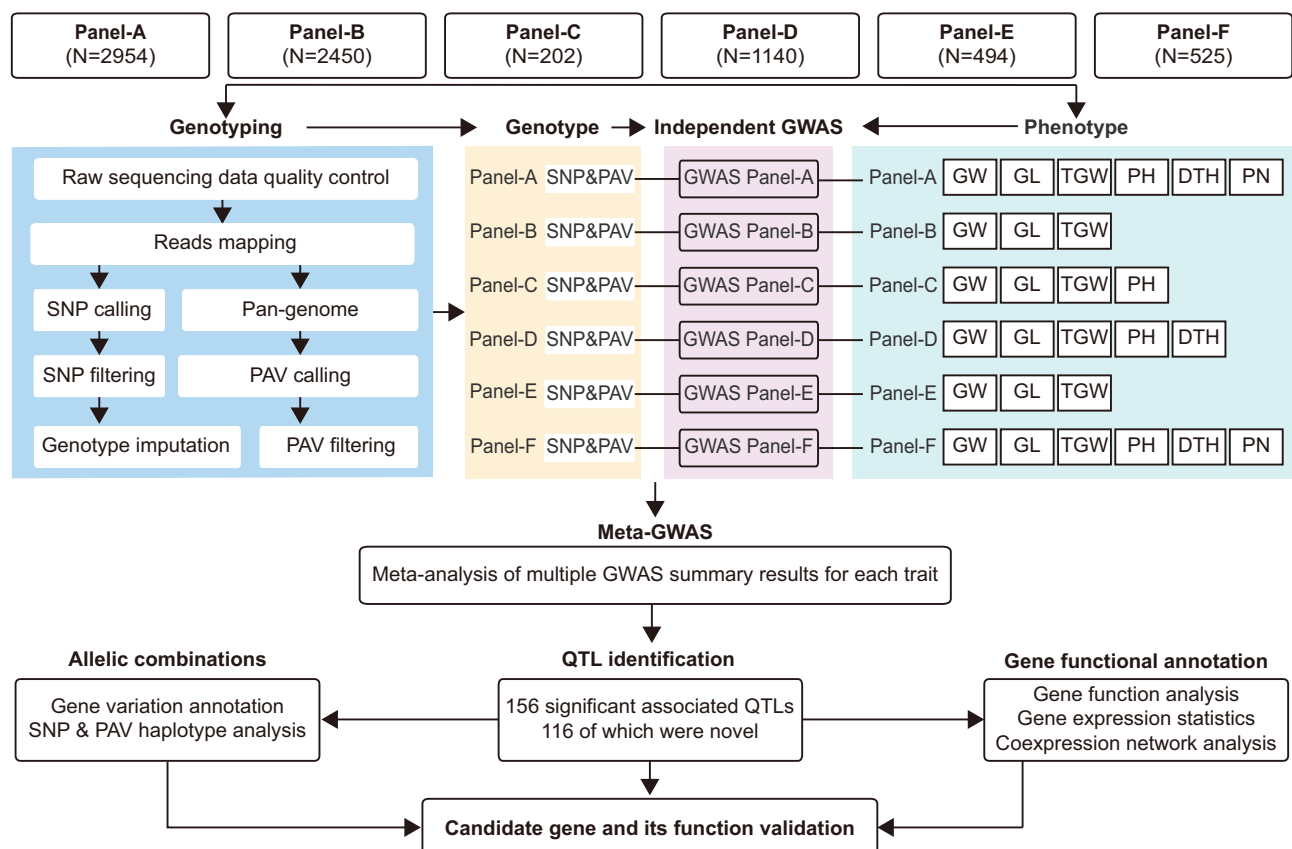 Panel-A
(N=2954)
Panel-B
(N=2450)
Panel-C
(N=202)
Panel-D
(N=1140)
Panel-E
(N=494)
Panel-F
(N=525)
Genotyping
Genotype
Independent GWAS
Phenotype
Raw sequencing data quality control
Reads mapping
SNP calling
Pan-genome
SNP filtering
PAV calling
Genotype imputation
PAV filtering
Panel-A SNP&PAV GWAS Panel-A Panel-A GW GL TGW PH DTH PN
Panel-B SNP&PAV GWAS Panel-B Panel-B GW GL TGW
Panel-C SNP&PAV GWAS Panel-C Panel-C GW GL TGW PH
Panel-D SNP&PAV GWAS Panel-D Panel-D GW GL TGW PH DTH
Panel-E SNP&PAV GWAS Panel-E Panel-E GW GL TGW
Panel-F SNP&PAV GWAS Panel-F Panel-F GW GL TGW PH DTH PN
Meta-GWAS
Meta-analysis of multiple GWAS summary results for each trait
Allelic combinations
Gene variation annotation
SNP & PAV haplotype analysis
QTL identification
156 significant associated QTLs
116 of which were novel
Gene functional annotation
Gene function analysis
Gene expression statistics
Coexpression network analysis
Candidate gene and its function validation